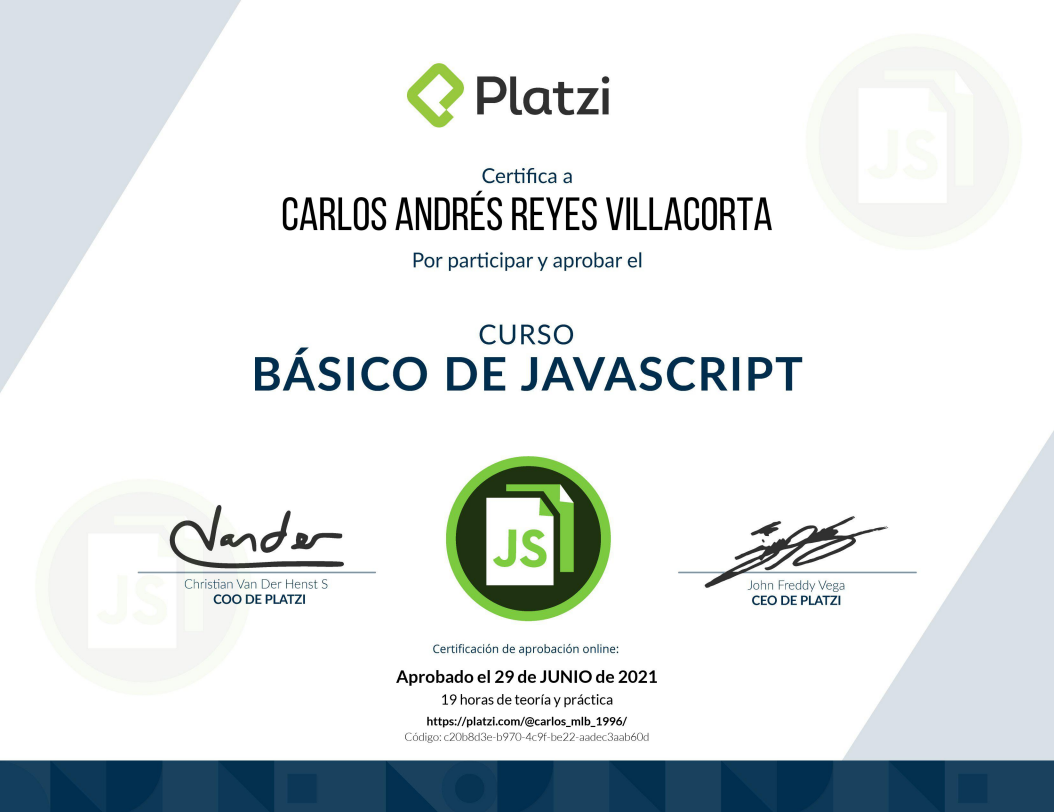 Platzi
Certifica a
CARLOS ANDRÉS REYES VILLACORTA
Por participar y aprobar el
CURSO
BÁSICO DE JAVASCRIPT
JS
JS
JS
Vander
Christian Van Der Henst S
COO DE PLATZI
John Freddy Vega
CEO DE PLATZI
Certificación de aprobación online:
Aprobado el 29 de JUNIO de 2021
19 horas de teoría y práctica
https://platzi.com/@carlos_mlb_1996/
Código: c20b8d3e-b970-4c9f-be22-aadec3aab60d